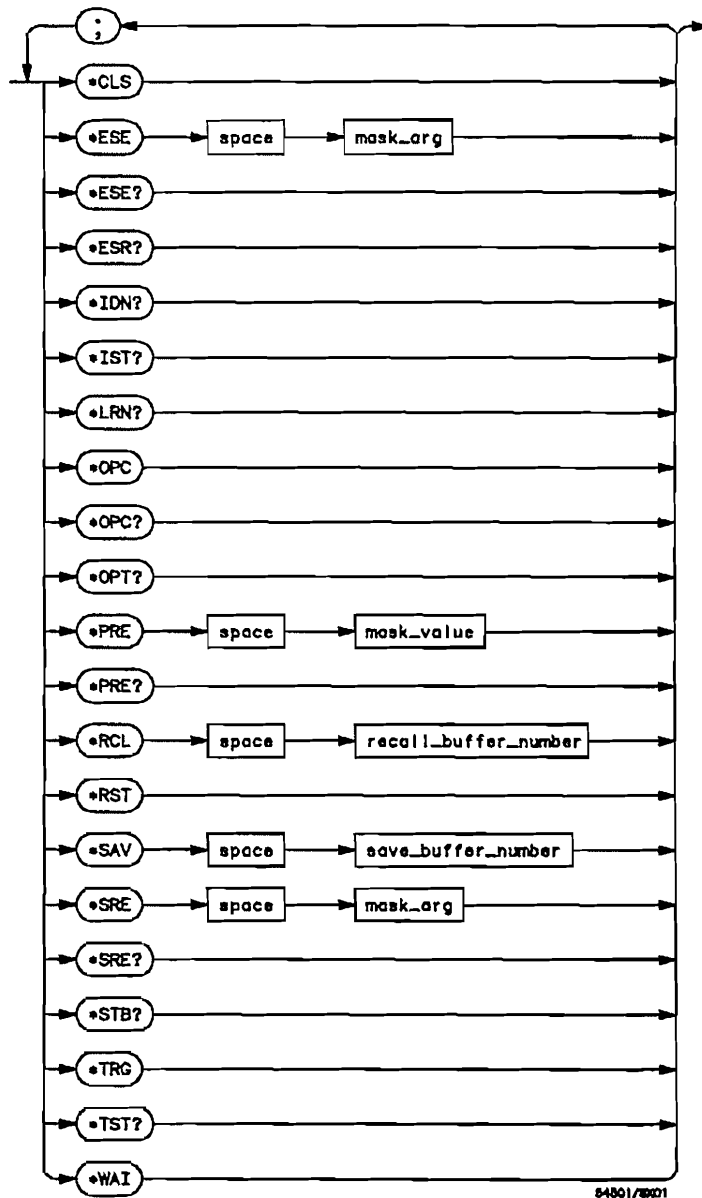 ;
*CLS
*ESE space mask_arg
*ESE?
*ESR?
*IDN?
*IST?
*LRN?
*OPC
*OPC?
*OPT?
*PRE space mask_value
*PRE?
*RCL space recall_buffer_number
*RST
*SAV space save_buffer_number
*SRE space mask_arg
*SRE?
*STB?
*TRG
*TST?
*WAI